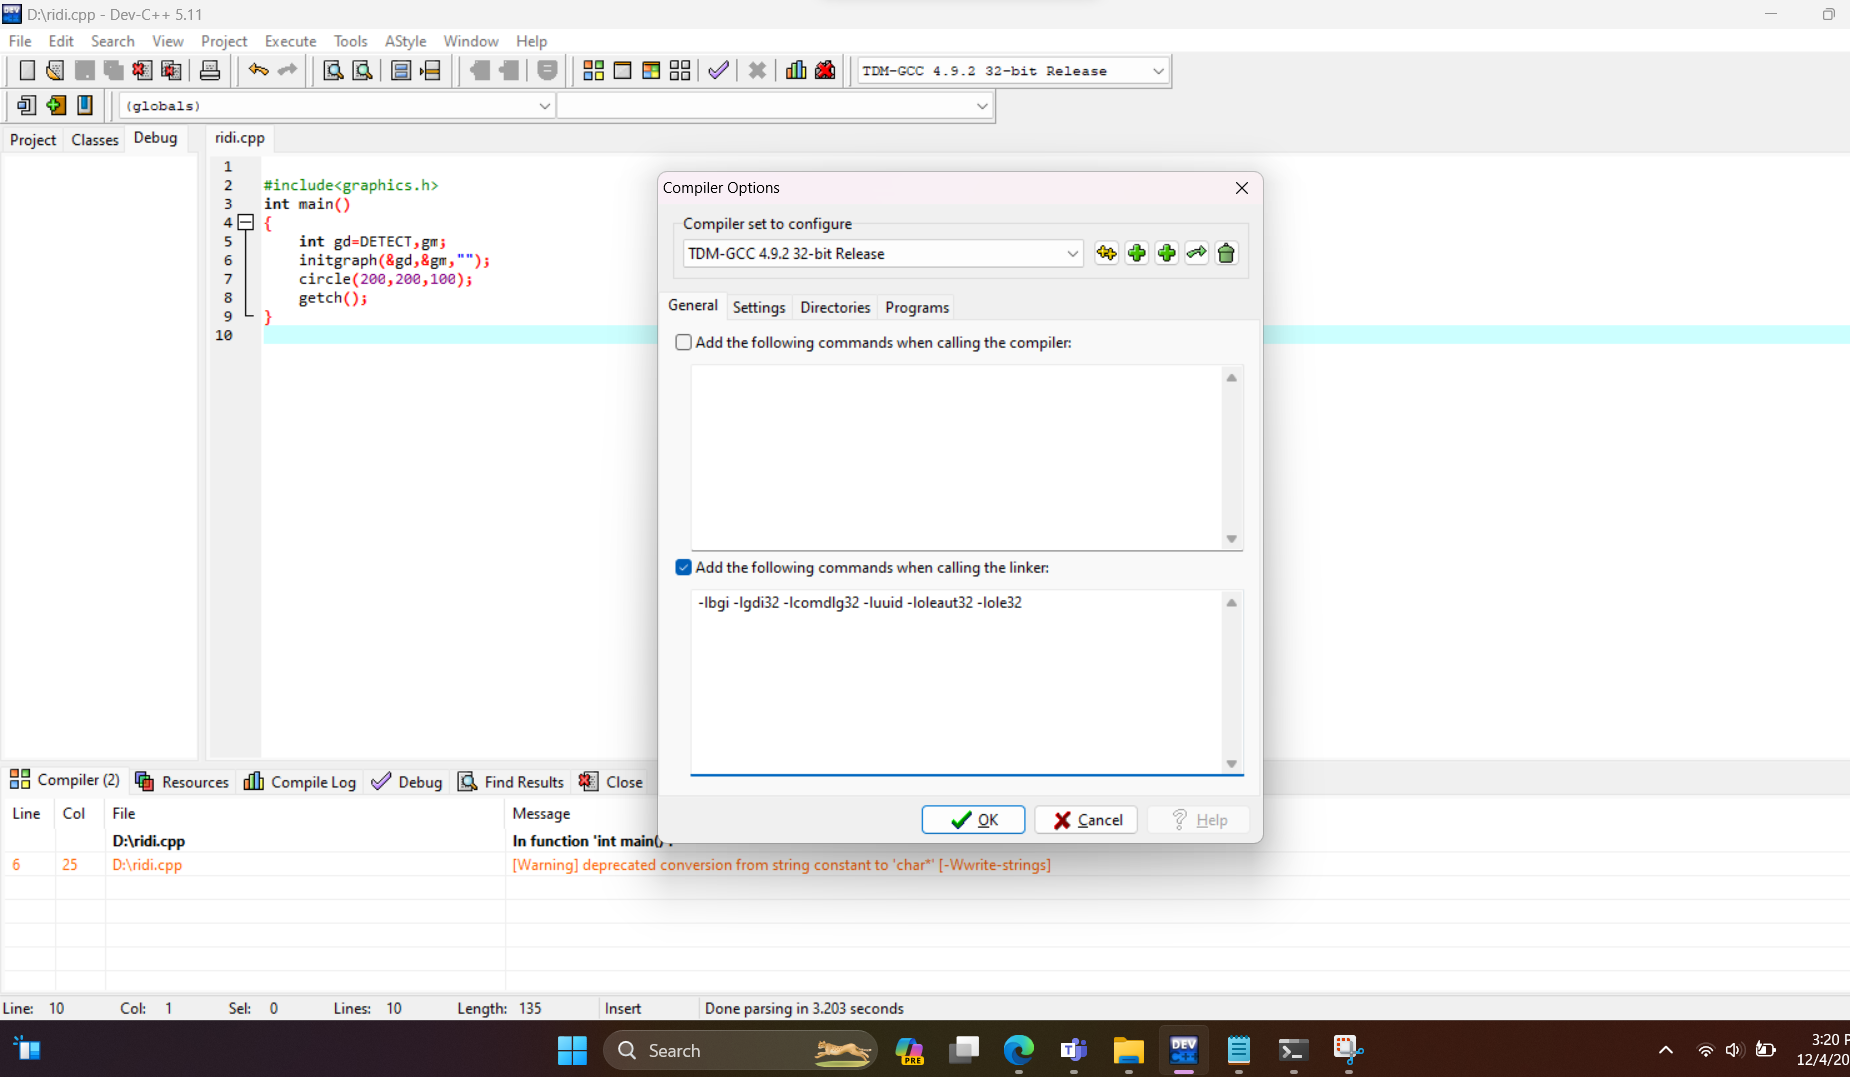 D:\ridi.cpp - Dev-C++ 5.11
File Edit Search View Project Execute Tools AStyle Window Help
TDM-GCC 4.9.2 32-bit Release
(globals)
Project Classes Debug
ridi.cpp
1
2 #include<graphics.h>
3 int main()
4 {
5 int gd=DETECT,gm;
6 initgraph(&gd,&gm,"");
7 circle(200,200,100);
8 getch();
9 }
10
Compiler Options
Compiler set to configure
TDM-GCC 4.9.2 32-bit Release
General Settings Directories Programs
Add the following commands when calling the compiler:
Add the following commands when calling the linker:
-lbgi -lgdi32 -lcomdlg32 -luuid -loleaut32 -lole32
OK Cancel Help
Compiler (2) Resources Compile Log Debug Find Results Close
Line Col File Message
D:\ridi.cpp In function 'int main()':
6 25 D:\ridi.cpp [Warning] deprecated conversion from string constant to 'char*' [-Wwrite-strings]
Line: 10 Col: 1 Sel: 0 Lines: 10 Length: 135 Insert Done parsing in 3.203 seconds
Search
PRE
DEV
C++
3:20 P
12/4/20